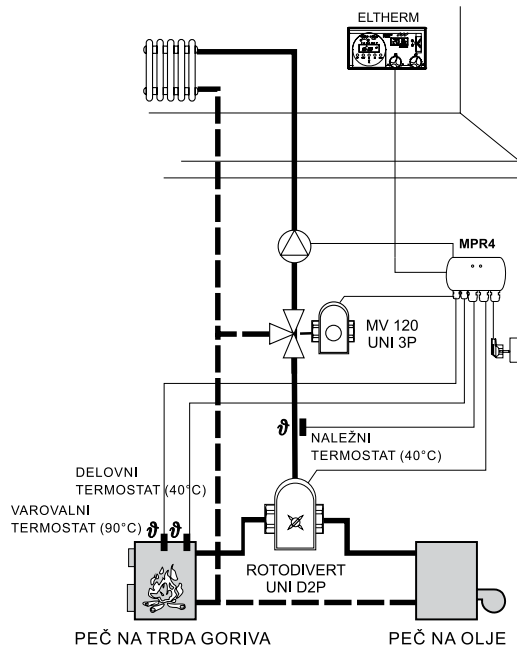 ELTHERM
MPR4
MV 120
UNI 3P
ϑ
NALEŽNI
TERMOSTAT (40°C)
DELOVNI
TERMOSTAT (40°C)
VAROVALNI
TERMOSTAT (90°C)
ϑ ϑ
ROTODIVERT
UNI D2P
PEČ NA TRDA GORIVA
PEČ NA OLJE